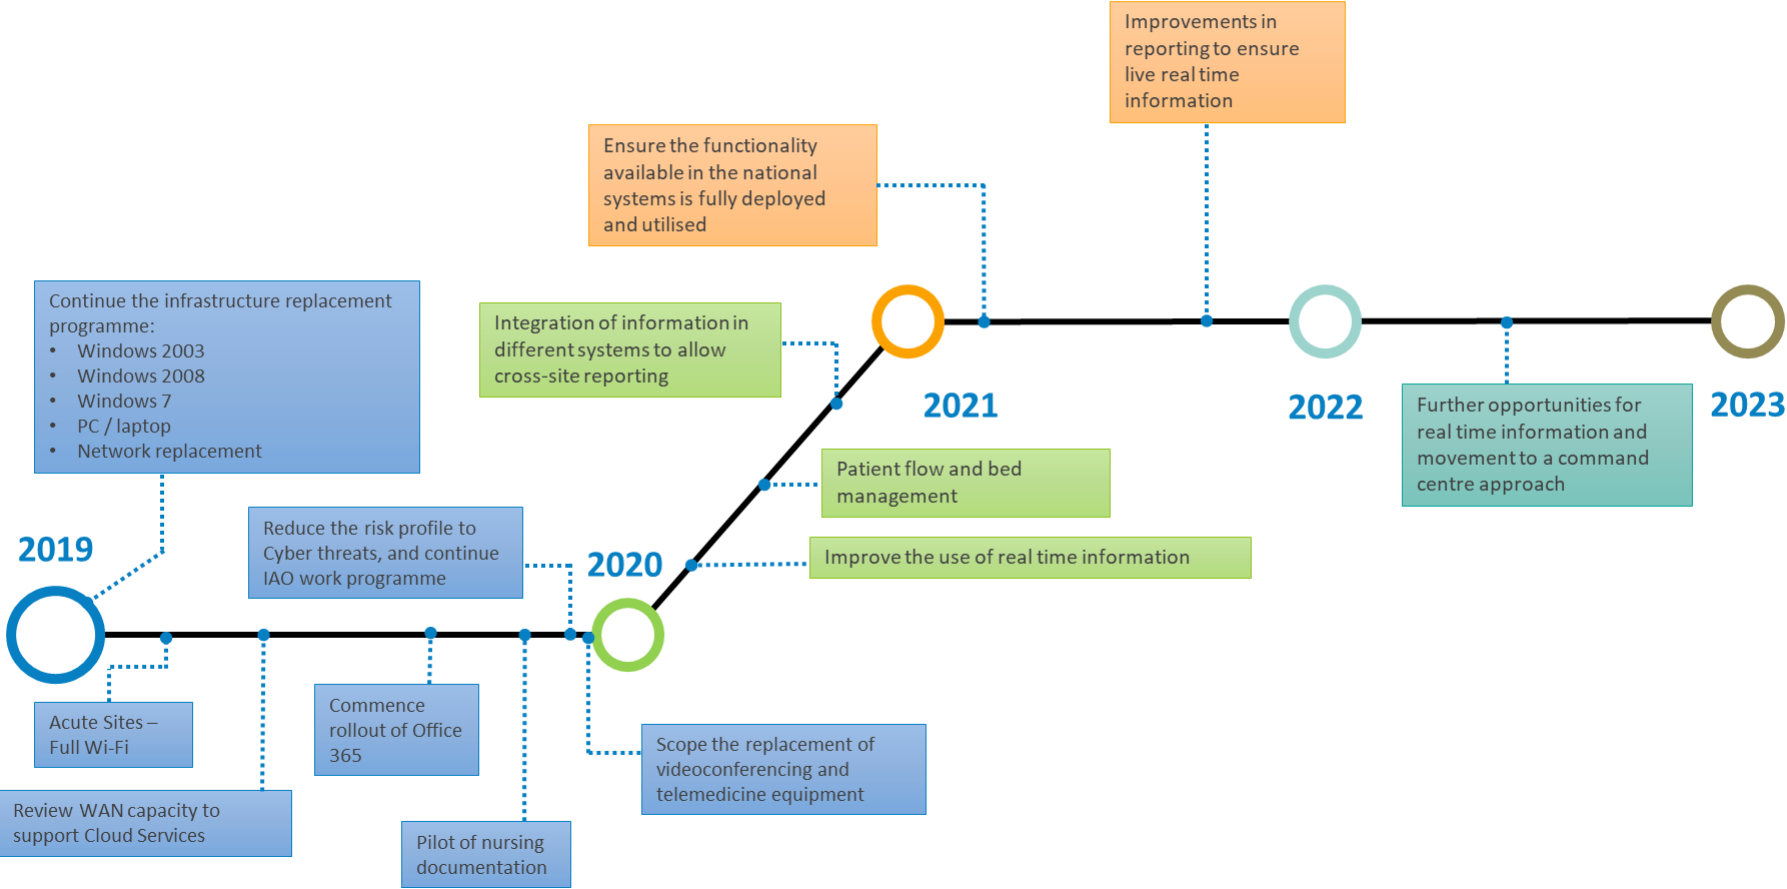 Improvements in
reporting to ensure
live real time
information
Ensure the functionality
available in the national
systems is fully deployed
and utilised
Continue the infrastructure replacement
programme:
• Windows 2003
• Windows 2008
• Windows 7
• PC / laptop
• Network replacement
Integration of information in
different systems to allow
cross-site reporting
2021
2022
2023
Further opportunities for
real time information and
movement to a command
centre approach
Patient flow and bed
management
Reduce the risk profile to
Cyber threats, and continue
IAO work programme
2019
2020
Improve the use of real time information
Acute Sites –
Full Wi-Fi
Commence
rollout of Office
365
Scope the replacement of
videoconferencing and
telemedicine equipment
Review WAN capacity to
support Cloud Services
Pilot of nursing
documentation